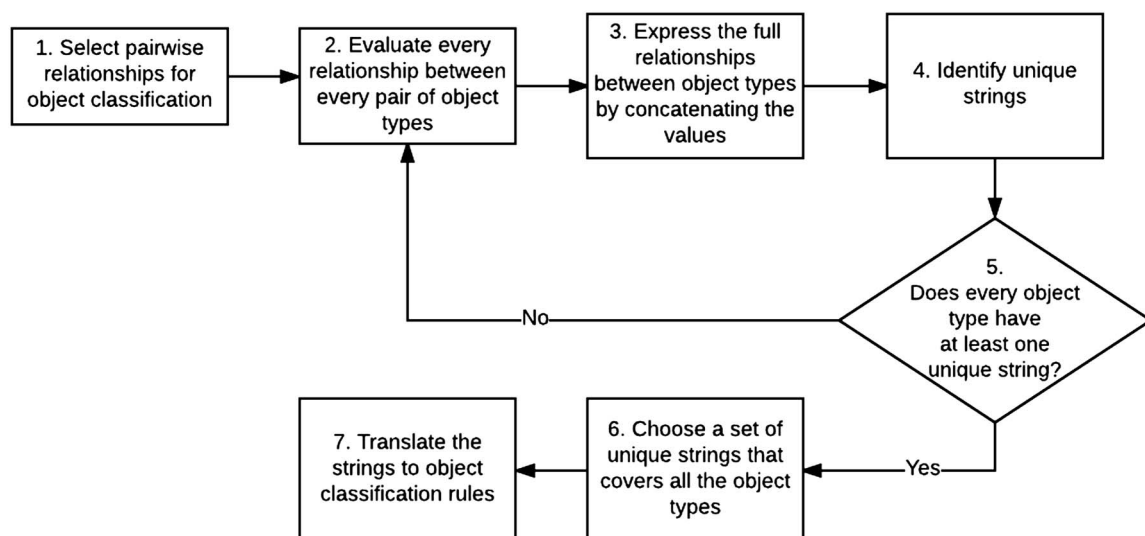 1. Select pairwise
relationships for
object classification
2. Evaluate every
relationship between
every pair of object
types
3. Express the full
relationships
between object types
by concatenating the
values
4. Identify unique
strings
5.
Does every object
type have
at least one
unique string?
No
Yes
6. Choose a set of
unique strings that
covers all the object
types
7. Translate the
strings to object
classification rules